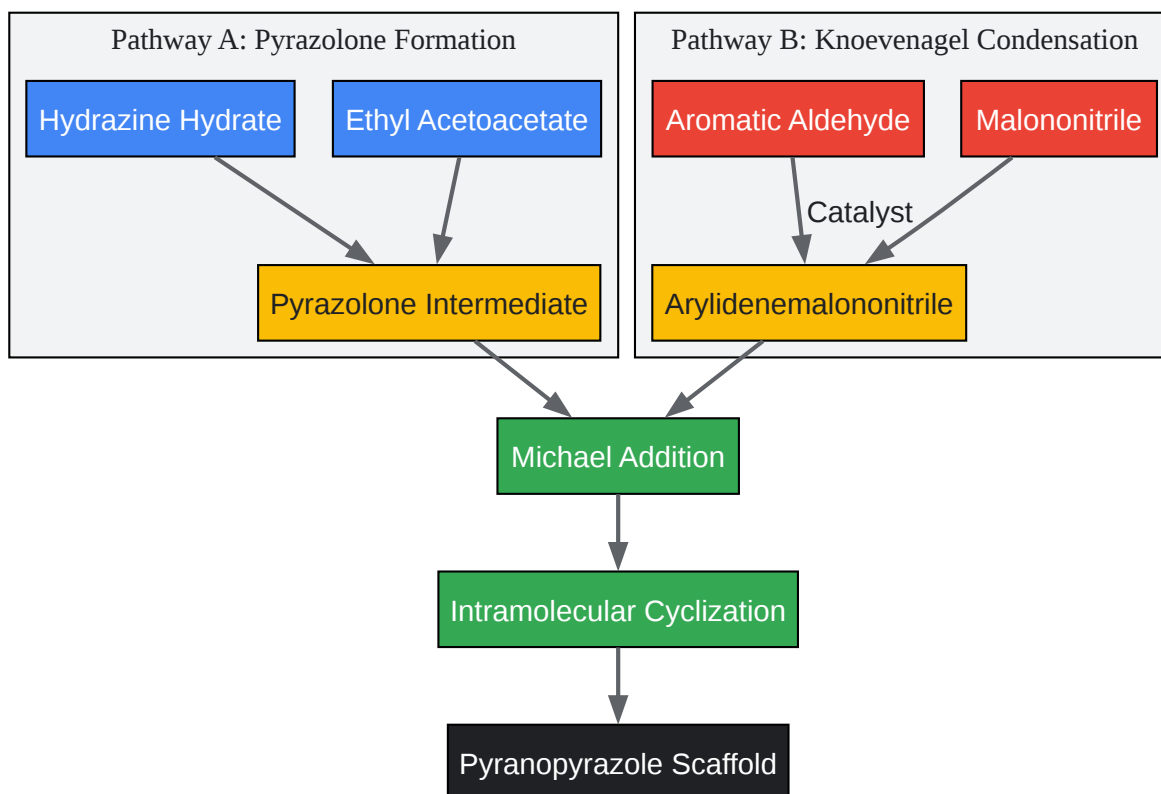 Pathway A: Pyrazolone Formation
Hydrazine Hydrate
Ethyl Acetoacetate
Pyrazolone Intermediate
Pathway B: Knoevenagel Condensation
Aromatic Aldehyde
Malononitrile
Catalyst
Arylidenemalononitrile
Michael Addition
Intramolecular Cyclization
Pyranopyrazole Scaffold